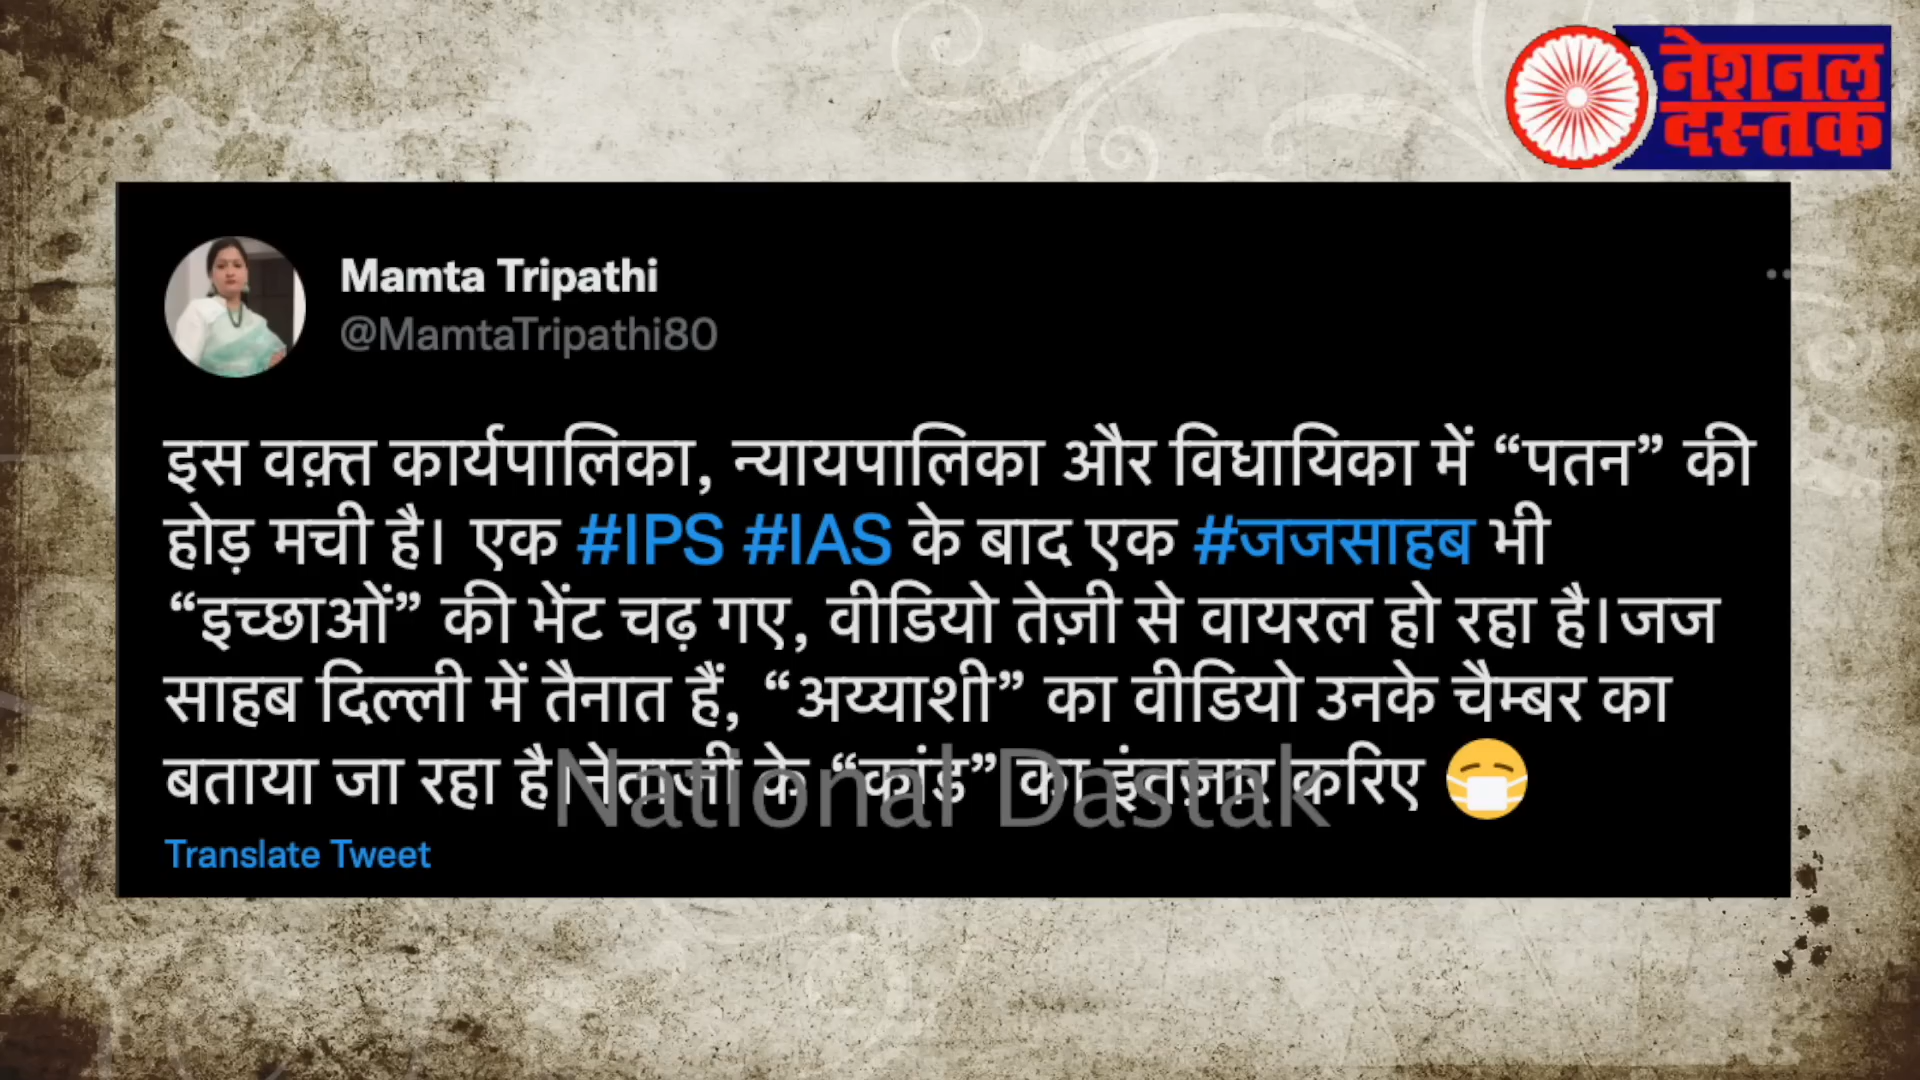 नेशनल
दस्तक
Mamta Tripathi
@MamtaTripathi80
इस वक़्त कार्यपालिका, न्यायपालिका और विधायिका में “पतन” की
होड़ मची है। एक #IPS #IAS के बाद एक #जजसाहब भी
“इच्छाओं” की भेंट चढ़ गए, वीडियो तेज़ी से वायरल हो रहा है।जज
साहब दिल्ली में तैनात हैं, “अय्याशी” का वीडियो उनके चैम्बर का
बताया जा रहा है।नेताजी के “कांड” का इंतज़ार करिए 😷
National Dastak
Translate Tweet